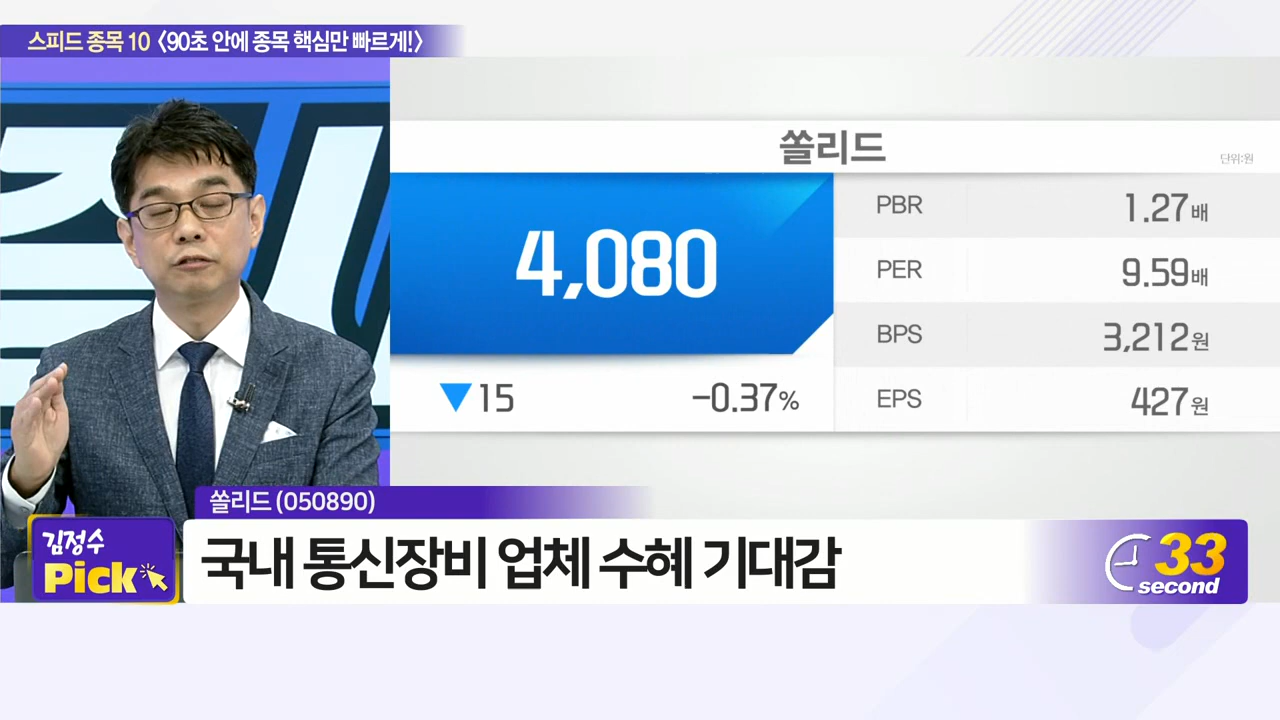 스피드 종목 10 〈90초 안에 종목 핵심만 빠르게!〉
쏠리드
단위:원
4,080
▼15 -0.37%
PBR 1.27배
PER 9.59배
BPS 3,212원
EPS 427원
쏠리드 (050890)
김정수
Pick
국내 통신장비 업체 수혜 기대감
33
second